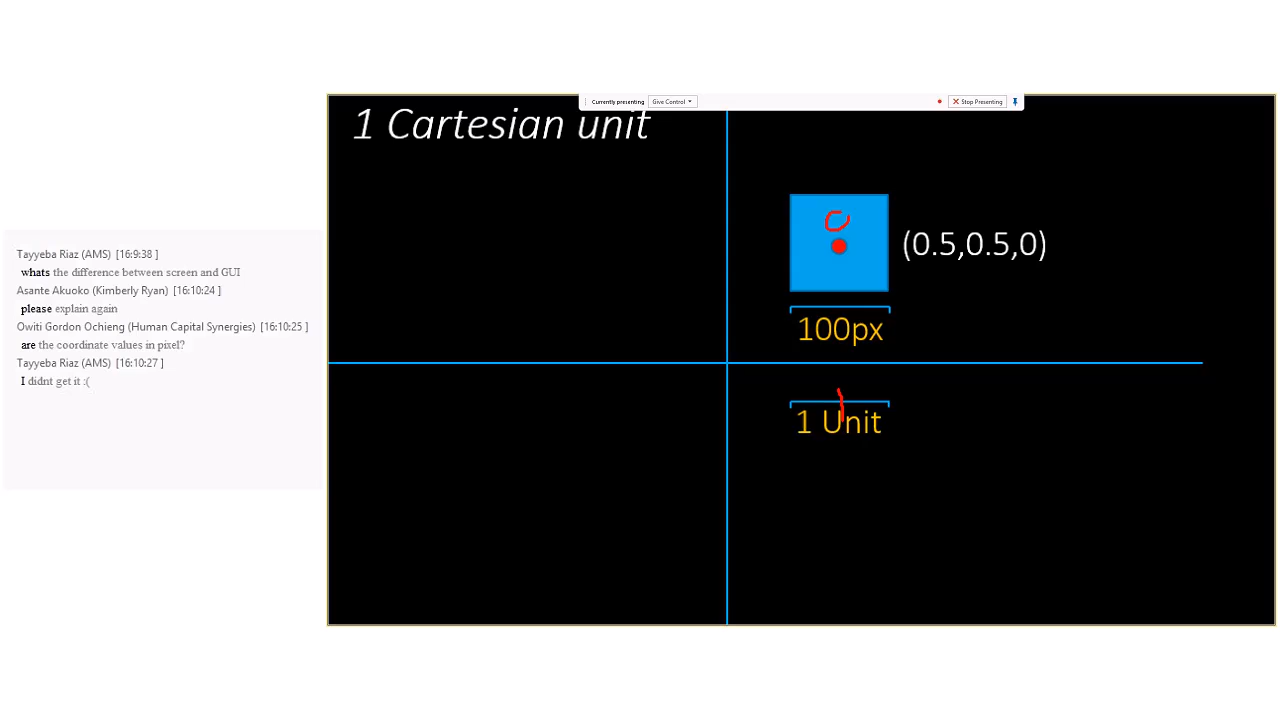 Currently presenting Give Control Stop Presenting
1 Cartesian unit
(0.5,0.5,0)
100px
1 Unit
Tayyeba Riaz (AMS) [16:9:38 ]
whats the difference between screen and GUI
Asante Akuoko (Kimberly Ryan) [16:10:24 ]
please explain again
Owiti Gordon Ochieng (Human Capital Synergies) [16:10:25 ]
are the coordinate values in pixel?
Tayyeba Riaz (AMS) [16:10:27 ]
I didnt get it :(